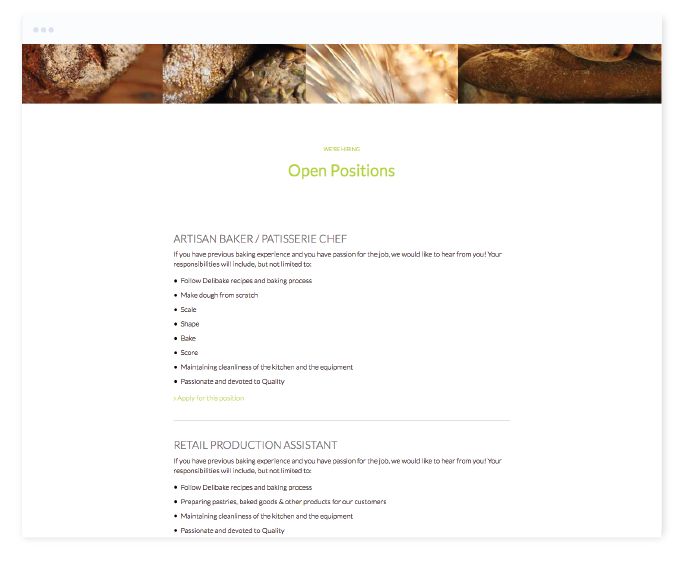 WE'RE HIRING
Open Positions
ARTISAN BAKER / PATISSERIE CHEF
If you have previous baking experience and you have passion for the job, we would like to hear from you! Your
responsibilities will include, but not limited to:
• Follow Delibake recipes and baking process
• Make dough from scratch
• Scale
• Shape
• Bake
• Score
• Maintaining cleanliness of the kitchen and the equipment
• Passionate and devoted to Quality
› Apply for this position
RETAIL PRODUCTION ASSISTANT
If you have previous baking experience and you have passion for the job, we would like to hear from you! Your
responsibilities will include, but not limited to:
• Follow Delibake recipes and baking process
• Preparing pastries, baked goods & other products for our customers
• Maintaining cleanliness of the kitchen and the equipment
• Passionate and devoted to Quality